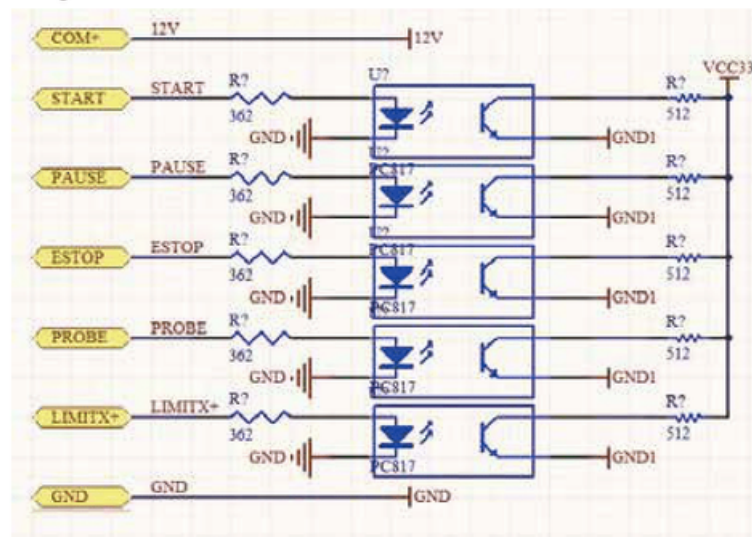 COM+ 12V 12V
U?
VCC33
START START R? 362 R? 512
GND GND1
U?
PC817
PAUSE PAUSE R? 362 R? 512
GND GND1
U?
PC817
ESTOP ESTOP R? 362 R? 512
GND GND1
PC817
PROBE PROBE R? 362 R? 512
GND GND1
PC817
LIMITX+ LIMITX+ R? 362 R? 512
GND GND1
PC817
GND GND GND